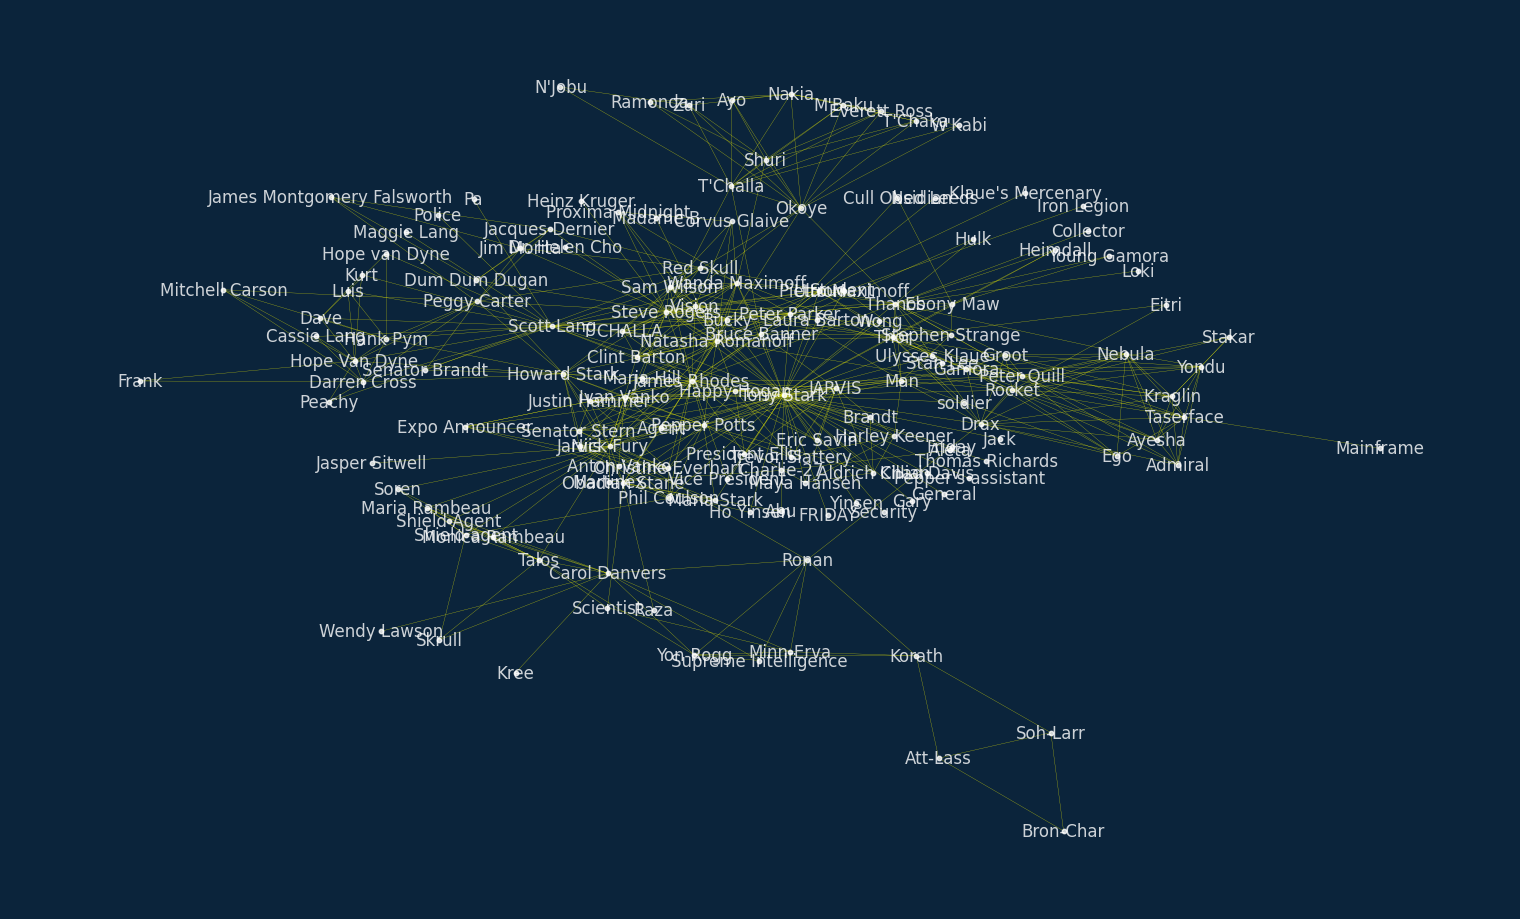 N'Jobu
Ramonda
Zuri
Ayo
Nakia
M'Baku
Everett Ross
T'Chaka
W'Kabi
Shuri
T'Challa
Okoye
James Montgomery Falsworth
Pa
Heinz Kruger
Proxima Midnight
Madame B
Corvus Glaive
Cull Obsidian
Ned Leeds
Klaue's Mercenary
Iron Legion
Police
Maggie Lang
Jacques Dernier
Jim Morita
Dr. Helen Cho
Hulk
Collector
Heimdall
Young Gamora
Loki
Hope van Dyne
Kurt
Luis
Mitchell Carson
Dum Dum Dugan
Peggy Carter
Red Skull
Wanda Maximoff
Sam Wilson
Pietro Maximoff
Thanos
Ebony Maw
Eitri
Vision
Steve Rogers
Bucky
Peter Parker
Laura Barton
Wong
Dave
Cassie Lang
Hank Pym
Scott Lang
TCHALLA
Bruce Banner
Natasha Romanoff
Stephen Strange
Thor
Stakar
Hope Van Dyne
Senator Brandt
Clint Barton
Ulysses Klaue
Groot
Nebula
Yondu
Stan Lee
Gamora
Frank
Darren Cross
Peachy
Howard Stark
Maria Hill
James Rhodes
Happy Hogan
Tony Stark
JARVIS
Man
Peter Quill
Rocket
Kraglin
Justin Hammer
Ivan Vanko
soldier
Taserface
Expo Announcer
Senator Stern
Agent
Pepper Potts
Brandt
Drax
Jasper Sitwell
Jarvis
Nick Fury
Eric Savin
Harley Keener
Jack
Ayesha
Mainframe
Ego
Admiral
President Ellis
Trevor Slattery
Friday
Thomas Richards
Anton Vanko
Christine Everhart
Charlie-27
Aldrich Killian
Davis
Pepper's assistant
Obadiah Stane
Vice President
Maya Hansen
Soren
Phil Coulson
Maria Stark
General
Gary
Maria Rambeau
Shield Agent
Ho Yinsen
Abu
FRIDAY
Yinsen
Security
Shield agent
Monica Rambeau
Talos
Carol Danvers
Ronan
Scientist
Raza
Wendy Lawson
Skrull
Kree
Yon Rogg
Supreme Intelligence
Minn-Erva
Korath
Soh-Larr
Att-Lass
Bron-Char